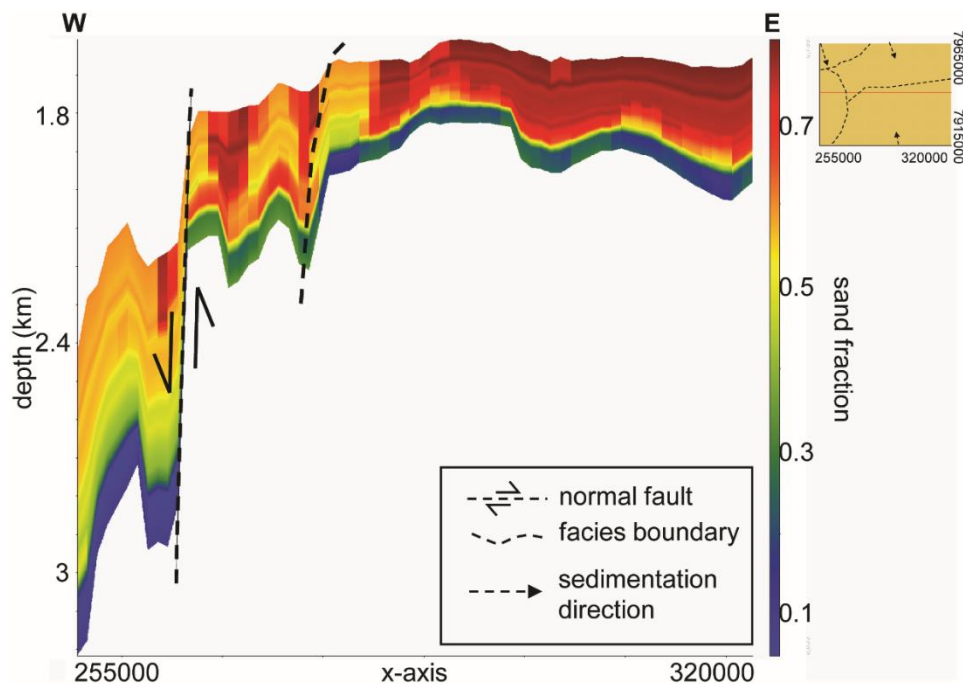 W
E
1.8
2.4
3
depth (km)
255000
x-axis
320000
0.7
0.5
0.3
0.1
sand fraction
7965000
7915000
255000
320000
normal fault
facies boundary
sedimentation
direction